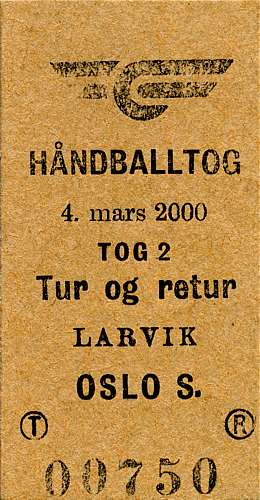 HÅNDBALLTOG
4. mars 2000
TOG 2
Tur og retur
LARVIK
OSLO S.
T R
00750